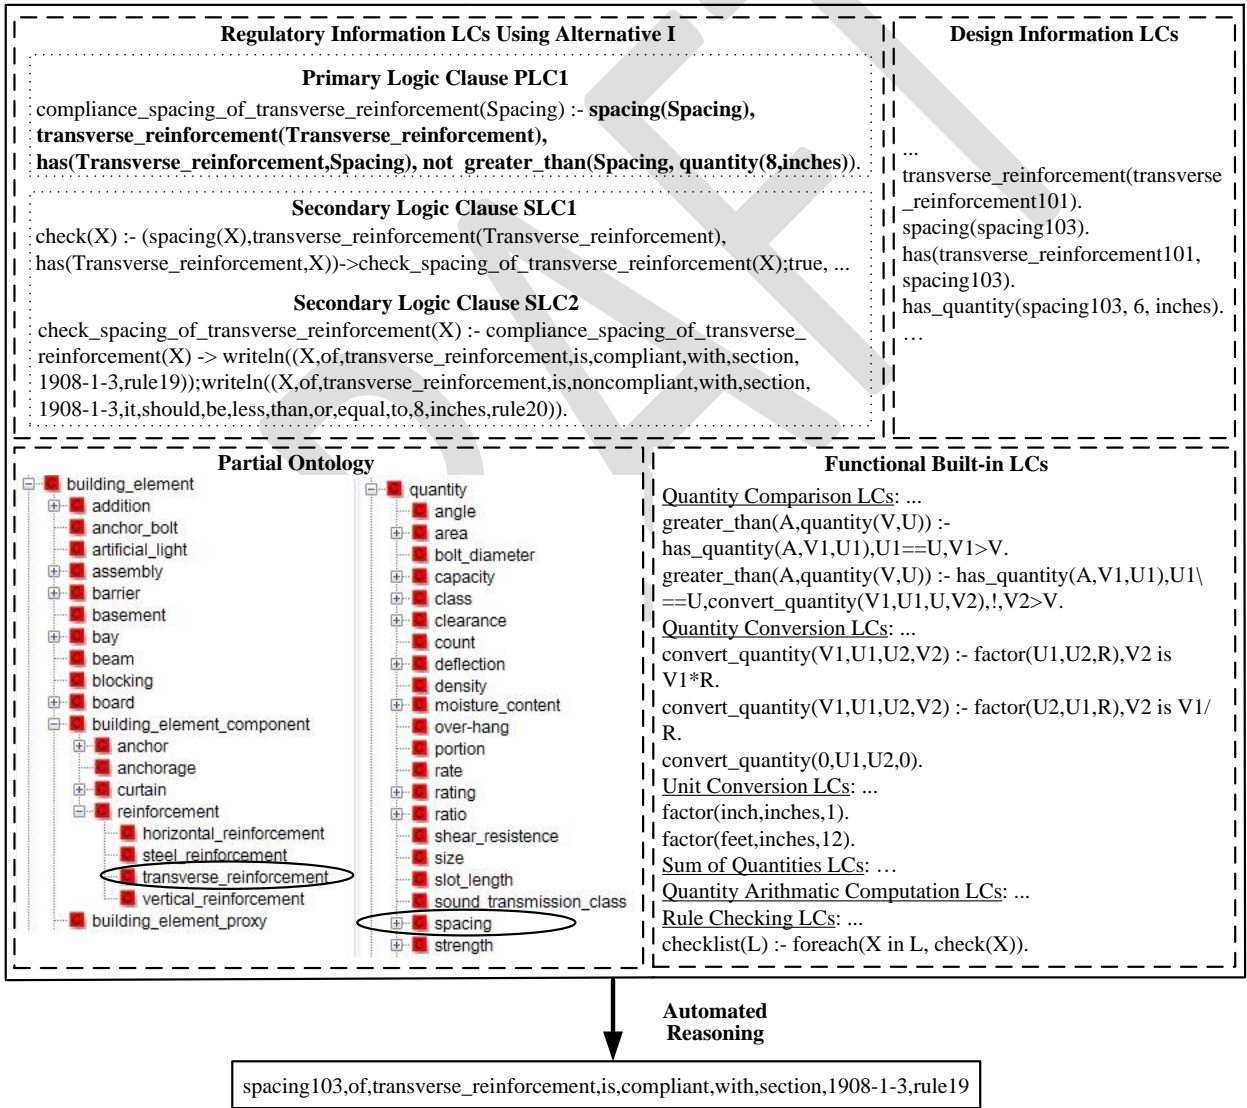 Regulatory Information LCs Using Alternative I
Primary Logic Clause PLC1
compliance_spacing_of_transverse_reinforcement(Spacing) :- spacing(Spacing),
transverse_reinforcement(Transverse_reinforcement),
has(Transverse_reinforcement,Spacing), not greater_than(Spacing, quantity(8,inches)).
Secondary Logic Clause SLC1
check(X) :- (spacing(X),transverse_reinforcement(Transverse_reinforcement),
has(Transverse_reinforcement,X))->check_spacing_of_transverse_reinforcement(X);true, ...
Secondary Logic Clause SLC2
check_spacing_of_transverse_reinforcement(X) :- compliance_spacing_of_transverse_
reinforcement(X) -> writeln((X,of,transverse_reinforcement,is,compliant,with,section,
1908-1-3,rule19));writeln((X,of,transverse_reinforcement,is,noncompliant,with,section,
1908-1-3,it,should,be,less,than,or,equal,to,8,inches,rule20)).
Design Information LCs
...
transverse_reinforcement(transverse
_reinforcement101).
spacing(spacing103).
has(transverse_reinforcement101,
spacing103).
has_quantity(spacing103, 6, inches).
...
Partial Ontology
building_element
addition
anchor_bolt
artificial_light
assembly
barrier
basement
bay
beam
blocking
board
building_element_component
anchor
anchorage
curtain
reinforcement
horizontal_reinforcement
steel_reinforcement
transverse_reinforcement
vertical_reinforcement
building_element_proxy
quantity
angle
area
bolt_diameter
capacity
class
clearance
count
deflection
density
moisture_content
over-hang
portion
rate
rating
ratio
shear_resistence
size
slot_length
sound_transmission_class
spacing
strength
Functional Built-in LCs
Quantity Comparison LCs: ...
greater_than(A,quantity(V,U)) :-
has_quantity(A,V1,U1),U1==U,V1>V.
greater_than(A,quantity(V,U)) :- has_quantity(A,V1,U1),U1\
==U,convert_quantity(V1,U1,U,V2),!,V2>V.
Quantity Conversion LCs: ...
convert_quantity(V1,U1,U2,V2) :- factor(U1,U2,R),V2 is
V1*R.
convert_quantity(V1,U1,U2,V2) :- factor(U2,U1,R),V2 is V1/
R.
convert_quantity(0,U1,U2,0).
Unit Conversion LCs: ...
factor(inch,inches,1).
factor(feet,inches,12).
Sum of Quantities LCs: ...
Quantity Arithmatic Computation LCs: ...
Rule Checking LCs: ...
checklist(L) :- foreach(X in L, check(X)).
Automated
Reasoning
spacing103,of,transverse_reinforcement,is,compliant,with,section,1908-1-3,rule19